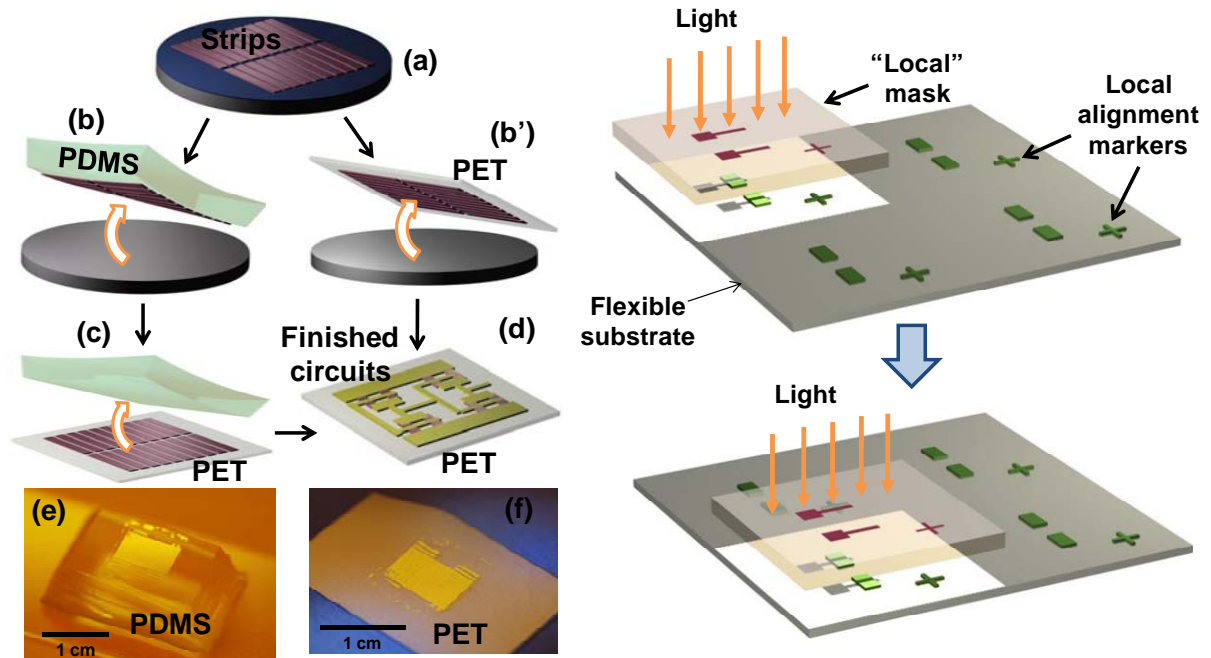 Strips
(a)
(b)
PDMS
(b')
PET
(c)
PET
Finished
circuits
(d)
PET
(e)
PDMS
1 cm
(f)
PET
1 cm
Light
“Local”
mask
Local
alignment
markers
Flexible
substrate
Light